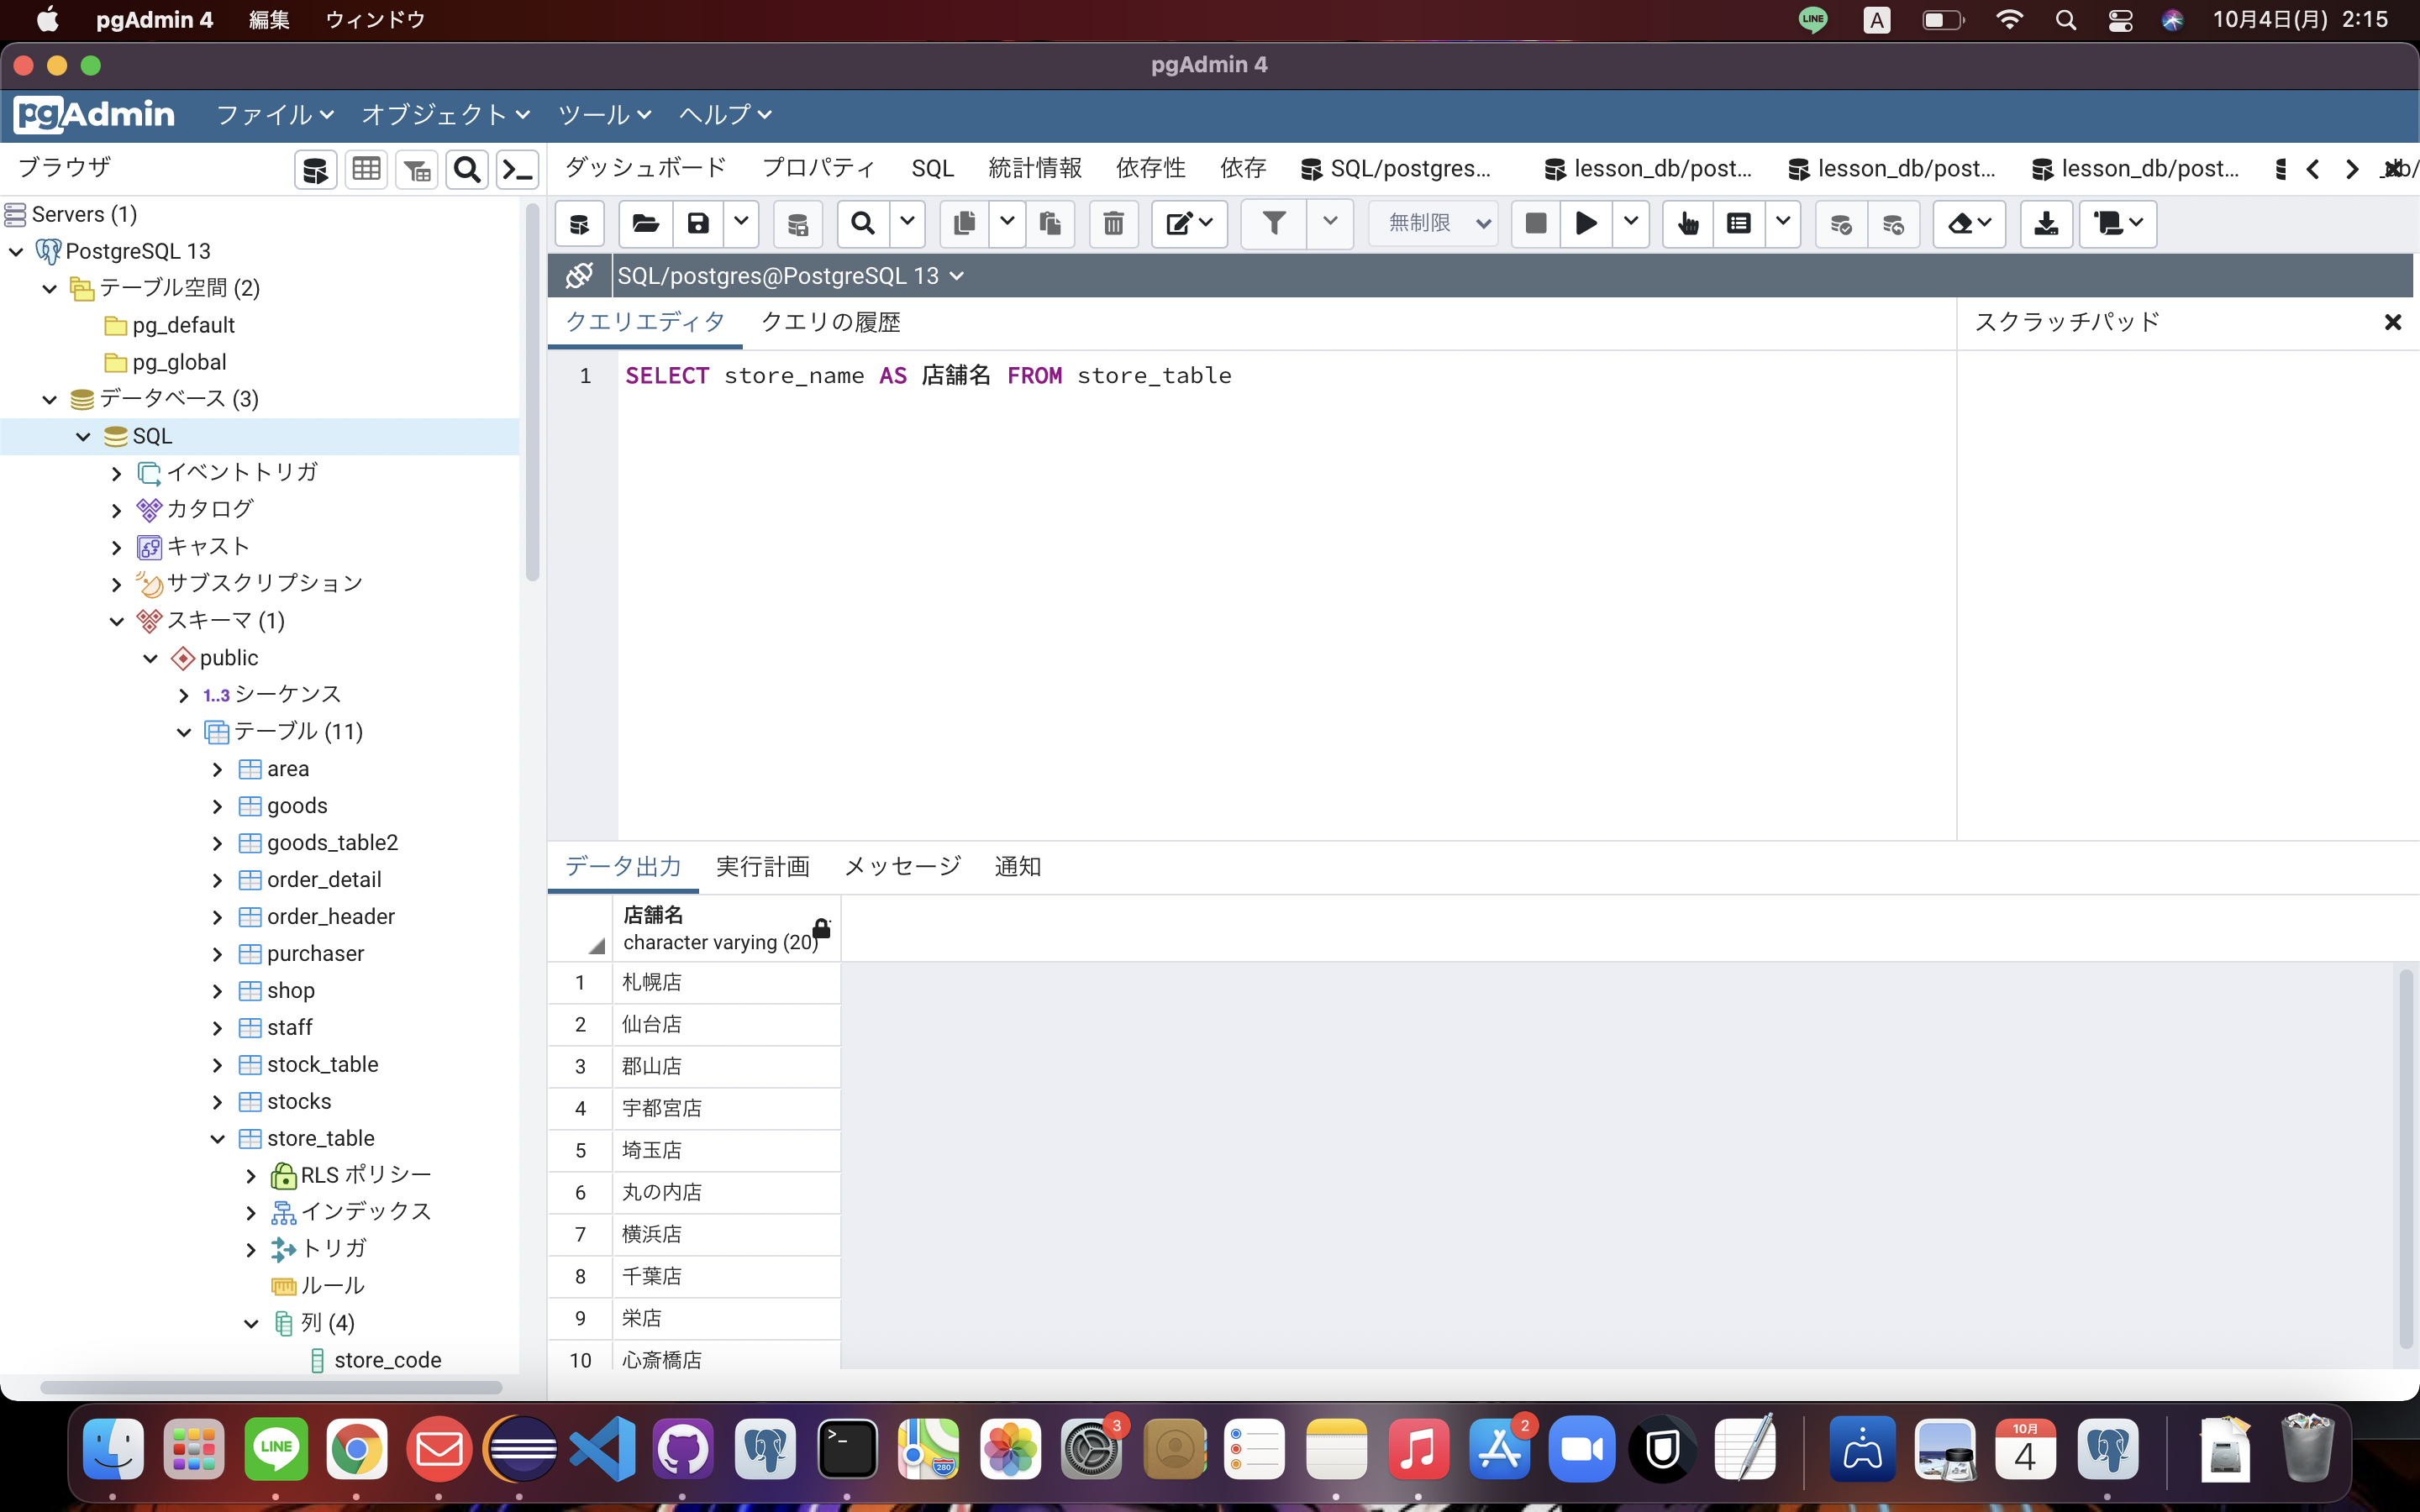 pgAdmin 4 編集 ウィンドウ LINE A 10月4日(月) 2:15
pgAdmin 4
pgAdmin ファイル オブジェクト ツール ヘルプ
ブラウザ ダッシュボード プロパティ SQL 統計情報 依存性 依存 SQL/postgres... lesson_db/post... lesson_db/post... lesson_db/post...
無制限
SQL/postgres@PostgreSQL 13
クエリエディタ クエリの履歴 スクラッチパッド
1 SELECT store_name AS 店舗名 FROM store_table
Servers (1)
PostgreSQL 13
テーブル空間 (2)
pg_default
pg_global
データベース (3)
SQL
イベントトリガ
カタログ
キャスト
サブスクリプション
スキーマ (1)
public
1..3 シーケンス
テーブル (11)
area
goods
goods_table2
order_detail
order_header
purchaser
shop
staff
stock_table
stocks
store_table
RLS ポリシー
インデックス
トリガ
ルール
列 (4)
store_code
データ出力 実行計画 メッセージ 通知
店舗名
character varying (20)
1 札幌店
2 仙台店
3 郡山店
4 宇都宮店
5 埼玉店
6 丸の内店
7 横浜店
8 千葉店
9 栄店
10 心斎橋店
LINE 280 3 2 10月 4